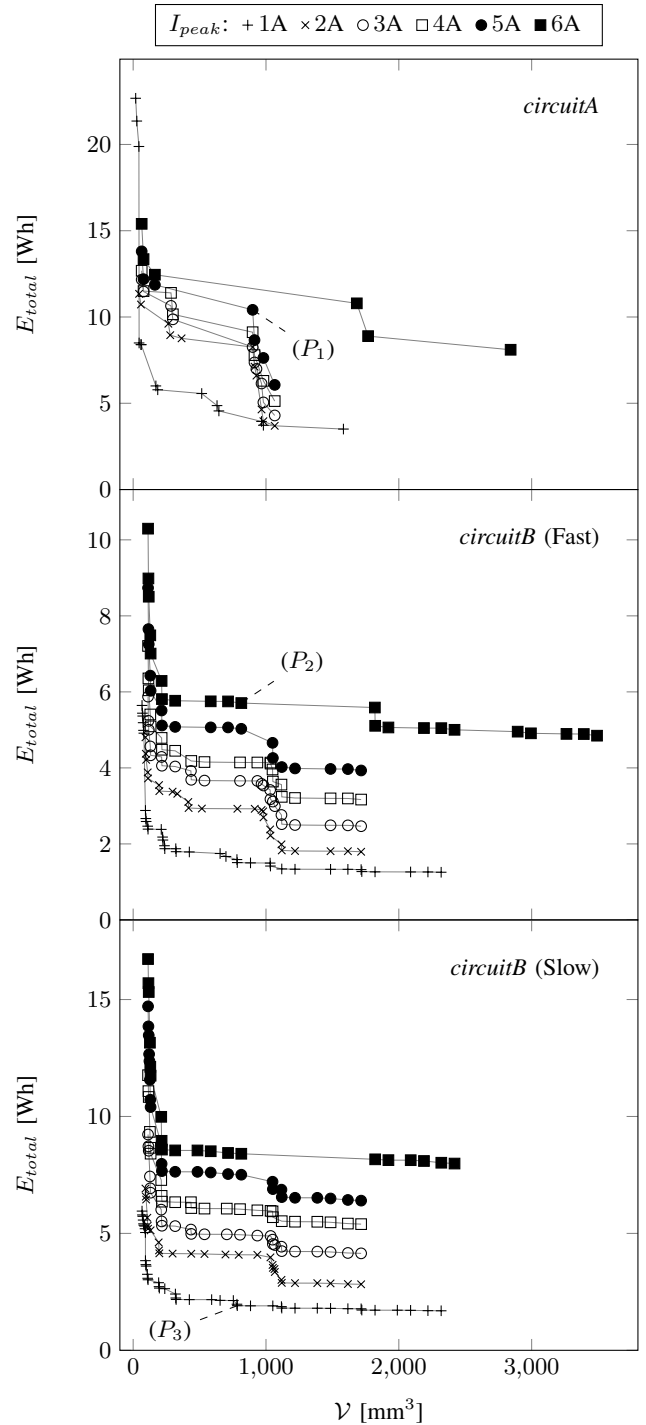 I_peak: + 1A × 2A ○ 3A □ 4A ● 5A ■ 6A
circuitA
20
15
10
5
0
E_total [Wh]
(P₁)
circuitB (Fast)
10
8
6
4
2
0
E_total [Wh]
(P₂)
circuitB (Slow)
15
10
5
0
E_total [Wh]
(P₃)
0 1,000 2,000 3,000
𝒱 [mm³]